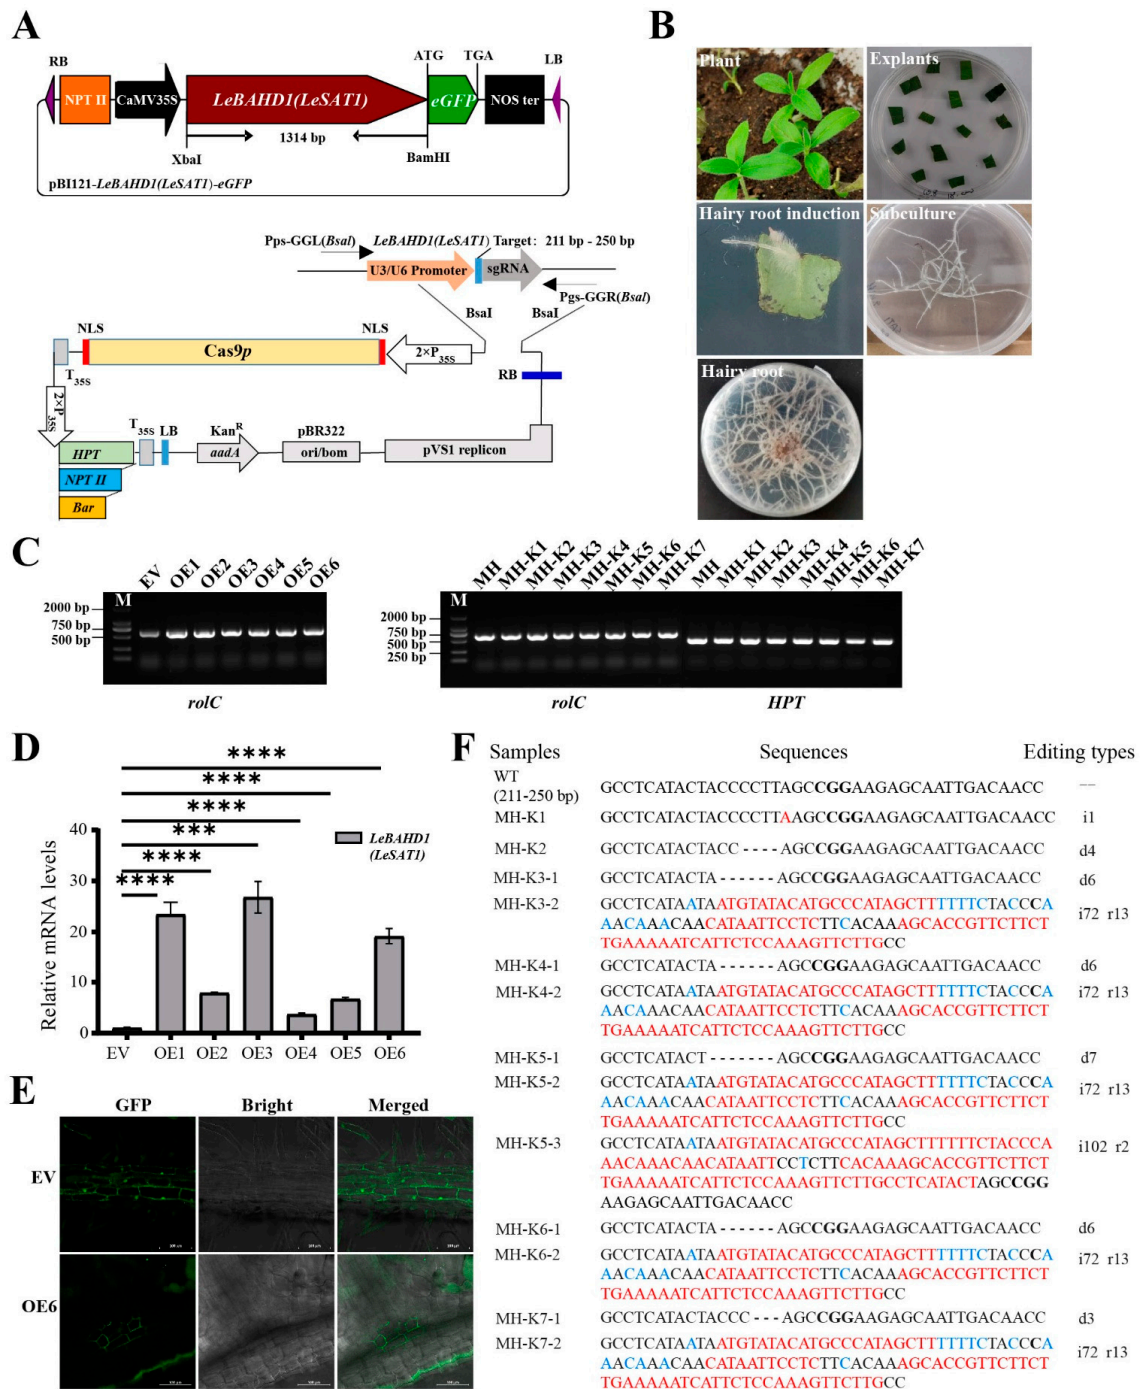 A
RB
ATG
TGA
LB
NPT II
CaMV35S
LeBAHD1(LeSAT1)
eGFP
NOS ter
1314 bp
XbaI
BamHI
pBI121-LeBAHD1(LeSAT1)-eGFP
Pps-GGL(BsaI)
LeBAHD1(LeSAT1) Target: 211 bp - 250 bp
U3/U6 Promoter
sgRNA
Pgs-GGR(BsaI)
BsaI
BsaI
NLS
NLS
Cas9p
2×P35S
T35S
RB
2×P35S
T35S
LB
KanR
pBR322
HPT
aadA
ori/bom
pVS1 replicon
NPT II
Bar
B
Plant
Explants
Hairy root induction
Subculture
Hairy root
C
EV
OE1
OE2
OE3
OE4
OE5
OE6
M
2000 bp
750 bp
500 bp
rolC
MH
MH-K1
MH-K2
MH-K3
MH-K4
MH-K5
MH-K6
MH-K7
MH
MH-K1
MH-K2
MH-K3
MH-K4
MH-K5
MH-K6
MH-K7
M
2000 bp
750 bp
500 bp
250 bp
rolC
HPT
D
****
****
****
***
****
****
LeBAHD1
(LeSAT1)
Relative mRNA levels
40
30
20
10
0
EV
OE1
OE2
OE3
OE4
OE5
OE6
E
GFP
Bright
Merged
EV
OE6
F
Samples Sequences Editing types
WT
(211-250 bp) GCCTCATACTACCCCTTAGCCGGAAGAGCAATTGACAACC —
MH-K1 GCCTCATACTACCCCTTAAGCCGGAAGAGCAATTGACAACC i1
MH-K2 GCCTCATACTACC ----AGCCGGAAGAGCAATTGACAACC d4
MH-K3-1 GCCTCATACTA ------AGCCGGAAGAGCAATTGACAACC d6
MH-K3-2 GCCTCATAATAATGTATACATGCCCATAGCTTTTTTCTACCCA
AACAAACAACATAATTCCTCTTCACAAAGCACCGTTCTTCT i72 r13
TGAAAAATCATTCTCCAAAGTTCTTGCC
MH-K4-1 GCCTCATACTA ------AGCCGGAAGAGCAATTGACAACC d6
MH-K4-2 GCCTCATAATAATGTATACATGCCCATAGCTTTTTTCTACCCA i72 r13
AACAAACAACATAATTCCTCTTCACAAAGCACCGTTCTTCT
TGAAAAATCATTCTCCAAAGTTCTTGCC
MH-K5-1 GCCTCATACT -------AGCCGGAAGAGCAATTGACAACC d7
MH-K5-2 GCCTCATAATAATGTATACATGCCCATAGCTTTTTTCTACCCA i72 r13
AACAAACAACATAATTCCTCTTCACAAAGCACCGTTCTTCT
TGAAAAATCATTCTCCAAAGTTCTTGCC
MH-K5-3 GCCTCATAATAATGTATACATGCCCATAGCTTTTTTCTACCCA i102 r2
AACAAACAACATAATTCCTCTTCACAAAGCACCGTTCTTCT
TGAAAAATCATTCTCCAAAGTTCTTGCCTCATACTAGCCGG
AAGAGCAATTGACAACC
MH-K6-1 GCCTCATACTA ------AGCCGGAAGAGCAATTGACAACC d6
MH-K6-2 GCCTCATAATAATGTATACATGCCCATAGCTTTTTTCTACCCA i72 r13
AACAAACAACATAATTCCTCTTCACAAAGCACCGTTCTTCT
TGAAAAATCATTCTCCAAAGTTCTTGCC
MH-K7-1 GCCTCATACTACCC ---AGCCGGAAGAGCAATTGACAACC d3
MH-K7-2 GCCTCATAATAATGTATACATGCCCATAGCTTTTTTCTACCCA
AACAAACAACATAATTCCTCTTCACAAAGCACCGTTCTTCT i72 r13
TGAAAAATCATTCTCCAAAGTTCTTGCC